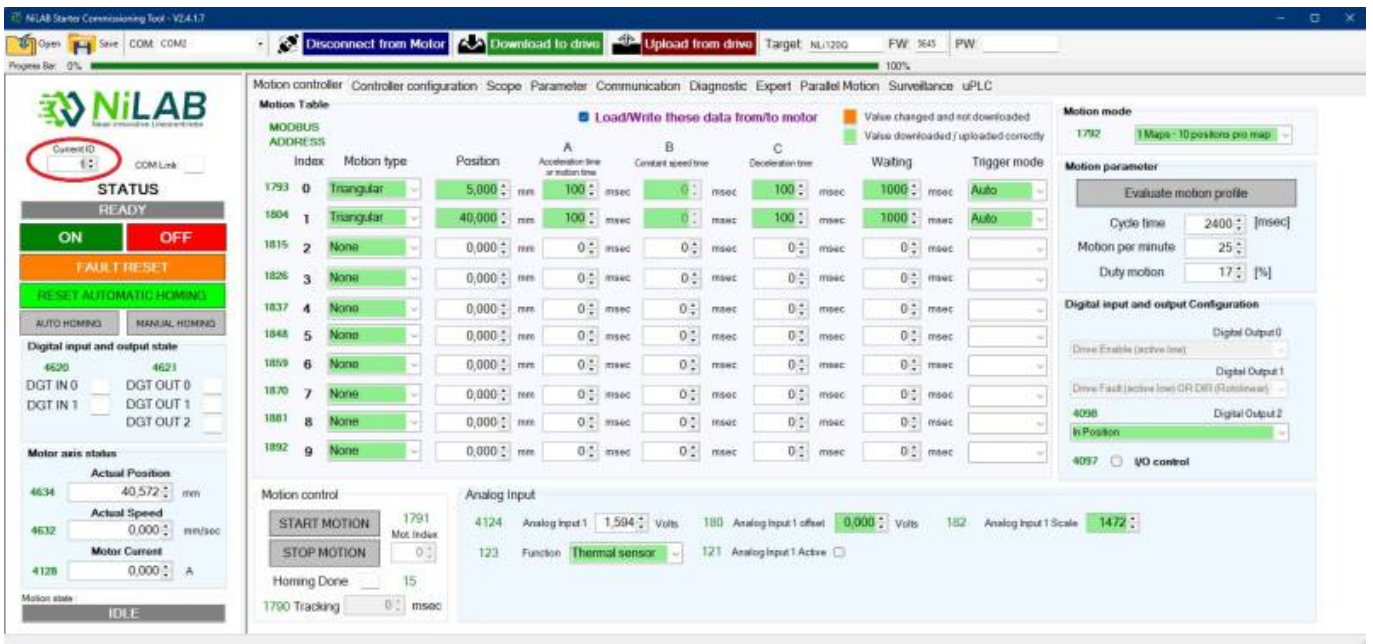 NiLAB Starter Commissioning Tool - V2.4.1.7
Open Save COM: COM2 Disconnect from Motor Download to drive Upload from drive Target: NLi120G FW: 3645 PW:
Progress Bar: 0% 100%
Motion controller Controller configuration Scope Parameter Communication Diagnostic Expert Parallel Motion Surveillance uPLC
NiLAB
Current ID
COM Link
STATUS
READY
ON OFF
FAULT RESET
RESET AUTOMATIC HOMING
AUTO HOMING MANUAL HOMING
Digital input and output state
4620 4621
DGT IN 0 DGT OUT 0
DGT IN 1 DGT OUT 1
DGT OUT 2
Motor axis status
Actual Position
4634 40,572 mm
Actual Speed
4632 0,000 mm/sec
Motor Current
4128 0,000 A
Motion state
IDLE
Motion Table
Load/Write these data from/to motor
Value changed and not downloaded
Value downloaded / uploaded correctly
MODBUS
ADDRESS
A B C
Index Motion type Position Acceleration time or motion time Constant speed time Deceleration time Waiting Trigger mode
1793 0 Triangular 5,000 mm 100 msec 0 msec 100 msec 1000 msec Auto
1804 1 Triangular 40,000 mm 100 msec 0 msec 100 msec 1000 msec Auto
1815 2 None 0,000 mm 0 msec 0 msec 0 msec 0 msec
1826 3 None 0,000 mm 0 msec 0 msec 0 msec 0 msec
1837 4 None 0,000 mm 0 msec 0 msec 0 msec 0 msec
1848 5 None 0,000 mm 0 msec 0 msec 0 msec 0 msec
1859 6 None 0,000 mm 0 msec 0 msec 0 msec 0 msec
1870 7 None 0,000 mm 0 msec 0 msec 0 msec 0 msec
1881 8 None 0,000 mm 0 msec 0 msec 0 msec 0 msec
1892 9 None 0,000 mm 0 msec 0 msec 0 msec 0 msec
Motion control
START MOTION 1791
Mot. Index
STOP MOTION 0
Homing Done 15
1790 Tracking 0 msec
Analog Input
4124 Analog Input 1 1,594 Volts 180 Analog Input 1 offset 0,000 Volts 182 Analog Input 1 Scale 1472
123 Function Thermal sensor 121 Analog Input 1 Active
Motion mode
1792 1 Maps - 10 positons pro map
Motion parameter
Evaluate motion profile
Cycle time 2400 [msec]
Motion per minute 25
Duty motion 17 [%]
Digital input and output Configuration
Digital Output 0
Drive Enable (active low)
Digital Output 1
Drive Fault (active low) OR DIR (Rotolinear)
4098 Digital Output 2
In Position
4097 I/O control